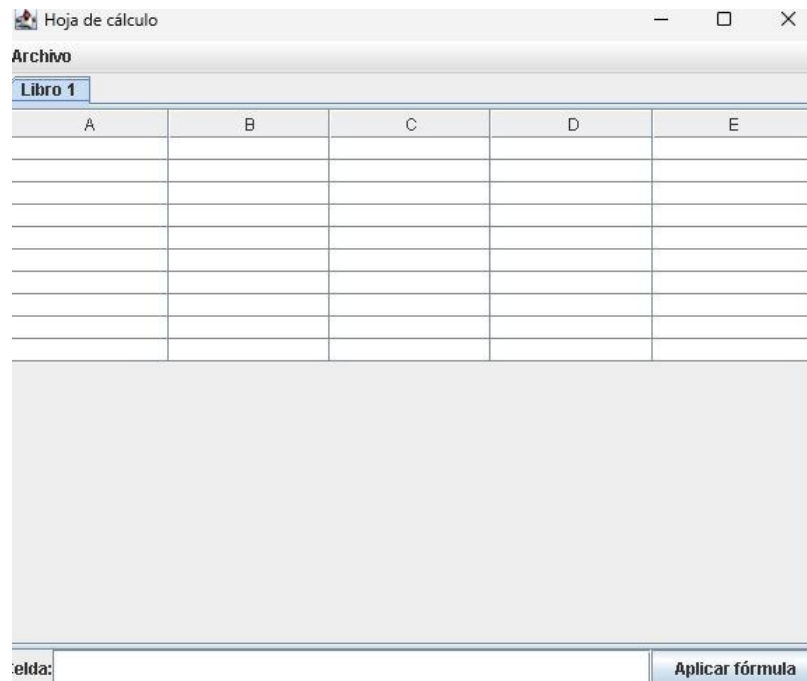 Hoja de cálculo
Archivo
Libro 1
A B C D E
elda: Aplicar fórmula